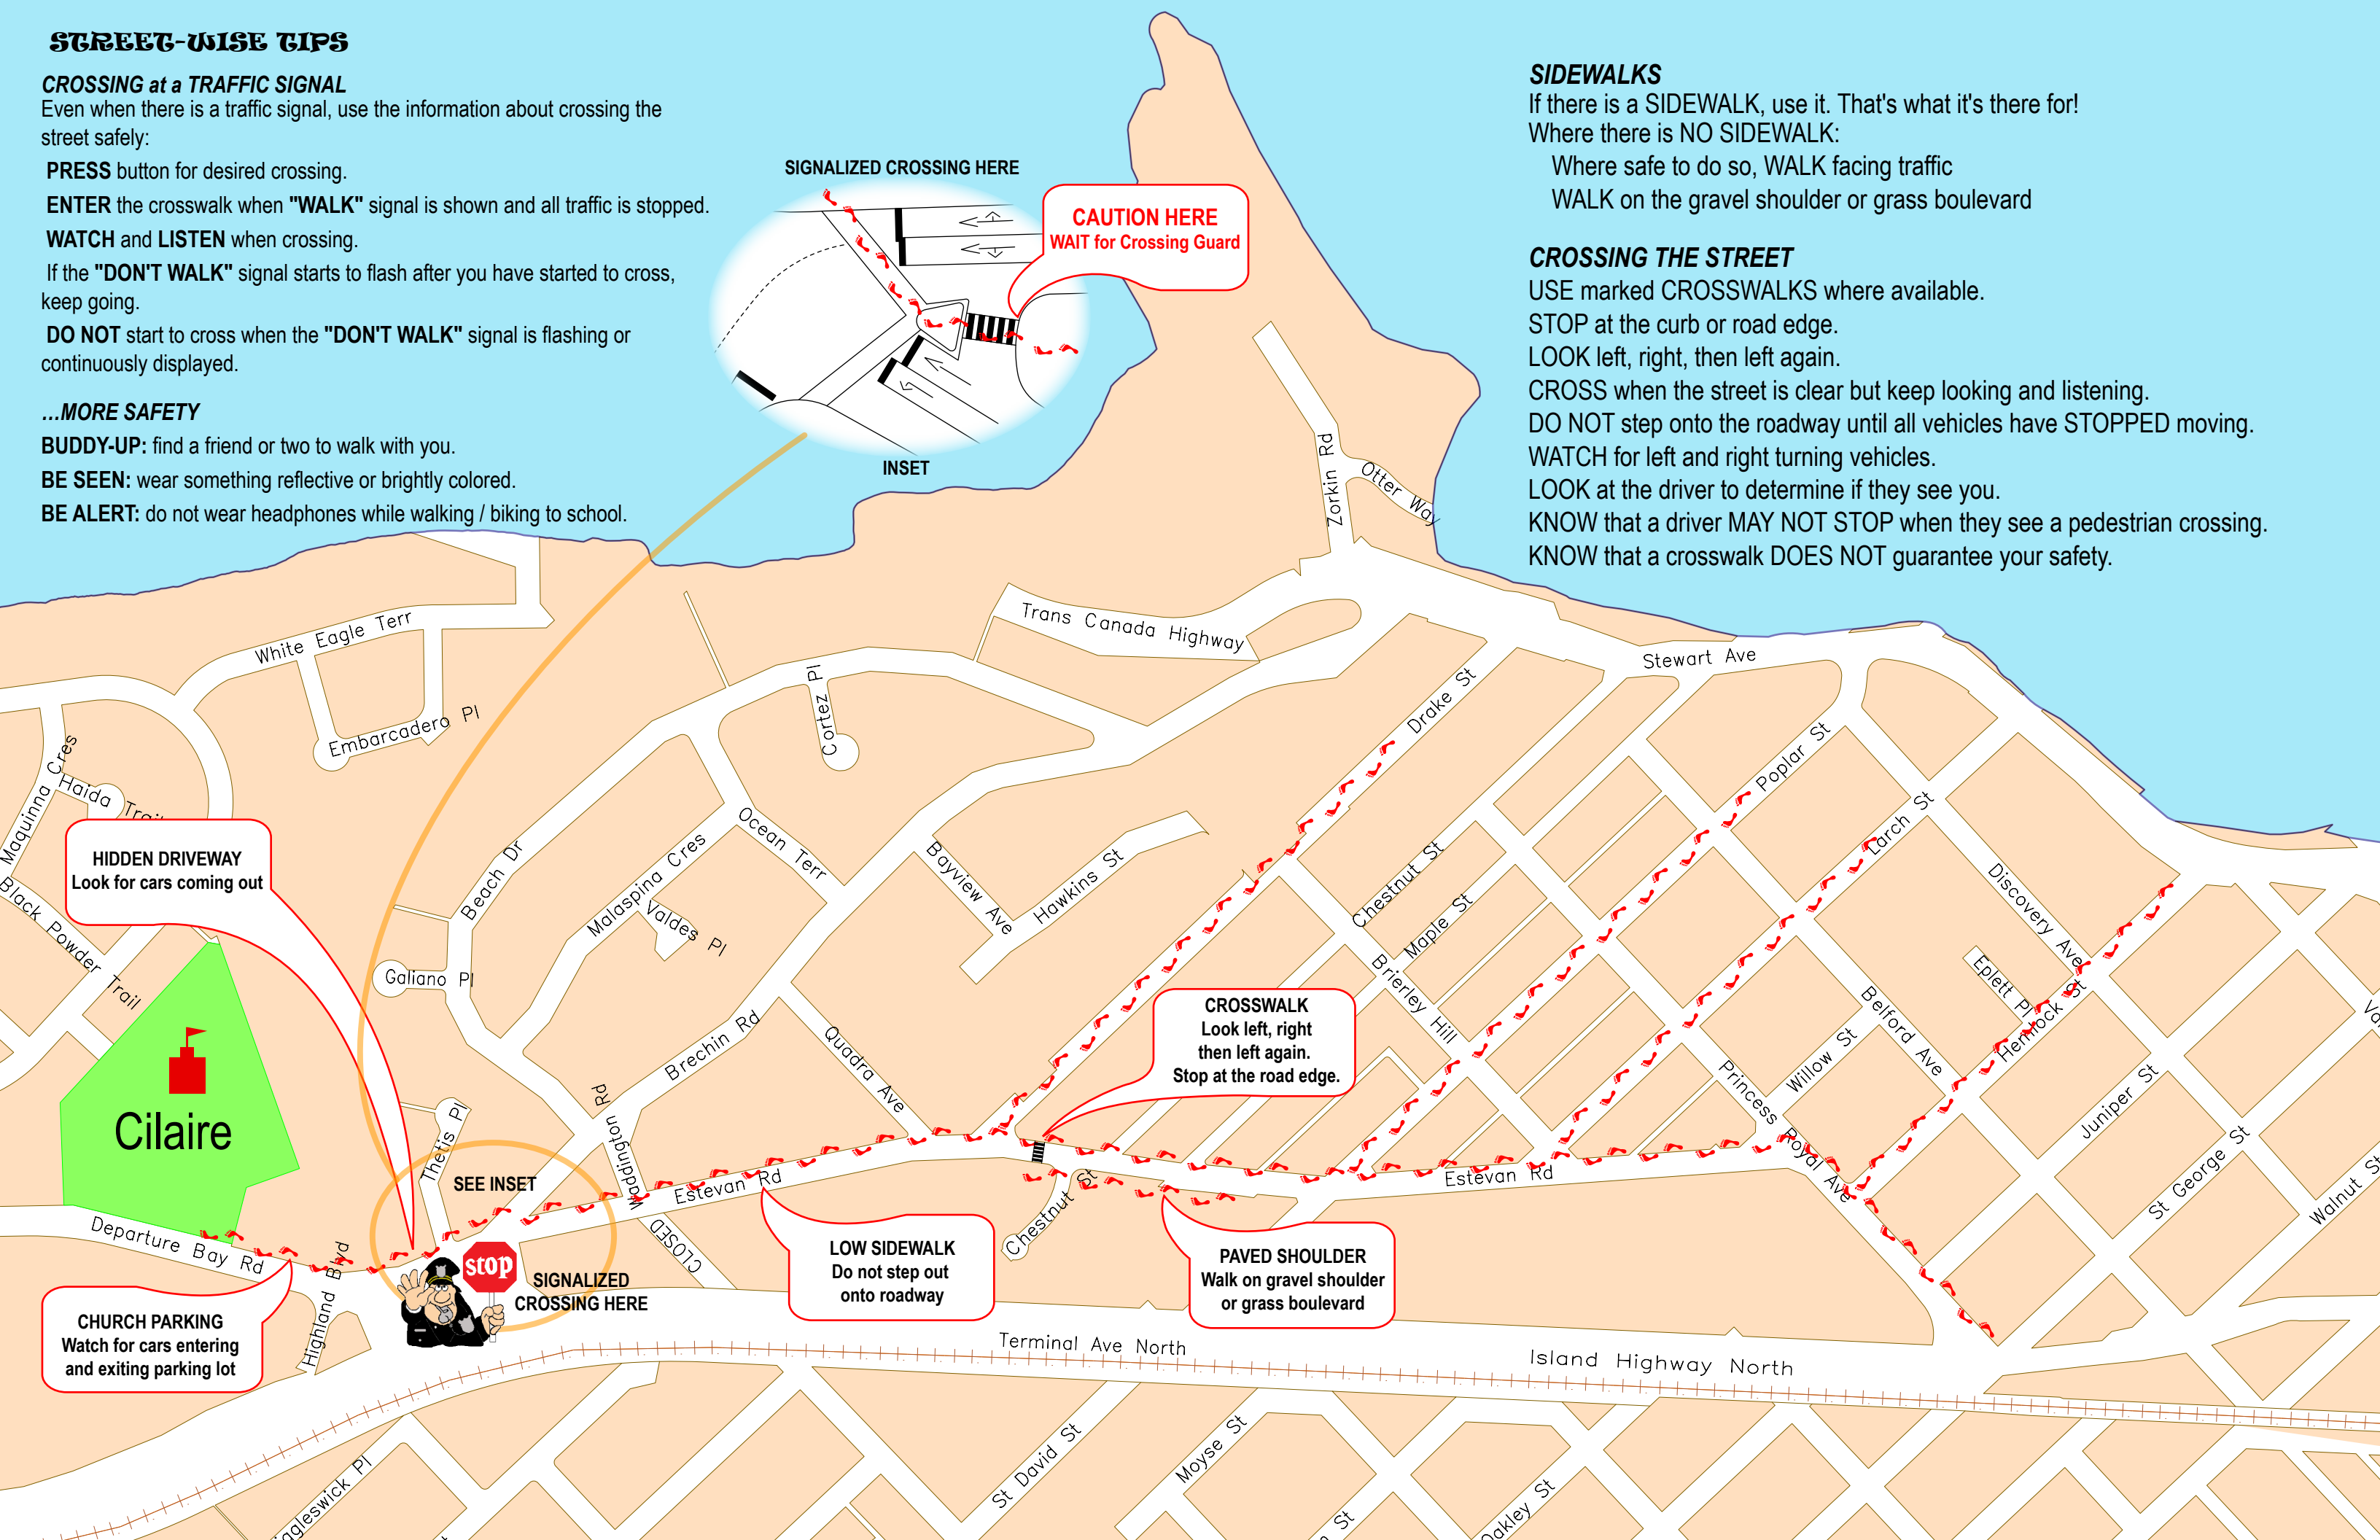 STREET-WISE TIPS
CROSSING at a TRAFFIC SIGNAL
Even when there is a traffic signal, use the information about crossing the
street safely:
PRESS button for desired crossing.
ENTER the crosswalk when "WALK" signal is shown and all traffic is stopped.
WATCH and LISTEN when crossing.
If the "DON'T WALK" signal starts to flash after you have started to cross,
keep going.
DO NOT start to cross when the "DON'T WALK" signal is flashing or
continuously displayed.
...MORE SAFETY
BUDDY-UP: find a friend or two to walk with you.
BE SEEN: wear something reflective or brightly colored.
BE ALERT: do not wear headphones while walking / biking to school.
SIGNALIZED CROSSING HERE
CAUTION HERE
WAIT for Crossing Guard
INSET
SIDEWALKS
If there is a SIDEWALK, use it. That's what it's there for!
Where there is NO SIDEWALK:
Where safe to do so, WALK facing traffic
WALK on the gravel shoulder or grass boulevard
CROSSING THE STREET
USE marked CROSSWALKS where available.
STOP at the curb or road edge.
LOOK left, right, then left again.
CROSS when the street is clear but keep looking and listening.
DO NOT step onto the roadway until all vehicles have STOPPED moving.
WATCH for left and right turning vehicles.
LOOK at the driver to determine if they see you.
KNOW that a driver MAY NOT STOP when they see a pedestrian crossing.
KNOW that a crosswalk DOES NOT guarantee your safety.
Zorkin Rd
Otter Way
Trans Canada Highway
Stewart Ave
White Eagle Terr
Embarcadero Pl
Cortez Pl
Drake St
Poplar St
Maquinna Cres
Haida Trail
HIDDEN DRIVEWAY
Look for cars coming out
Black Powder Trail
Beach Dr
Malaspina Cres
Ocean Terr
Valdes Pl
Galiano Pl
Bayview Ave
Hawkins St
Chestnut St
Maple St
Larch St
Discovery Ave
Eplett Pl
Hemlock St
Brierley Hill
Belford Ave
Willow St
Princess Royal Ave
Juniper St
St George St
Walnut St
Cilaire
Brechin Rd
Quadra Ave
Waddington Rd
CLOSED
Thetis Pl
CROSSWALK
Look left, right
then left again.
Stop at the road edge.
SEE INSET
Estevan Rd
Estevan Rd
Chestnut St
Departure Bay Rd
Highland Blvd
stop
SIGNALIZED
CROSSING HERE
LOW SIDEWALK
Do not step out
onto roadway
PAVED SHOULDER
Walk on gravel shoulder
or grass boulevard
CHURCH PARKING
Watch for cars entering
and exiting parking lot
Terminal Ave North
Island Highway North
St David St
Moyse St
Oakley St
St